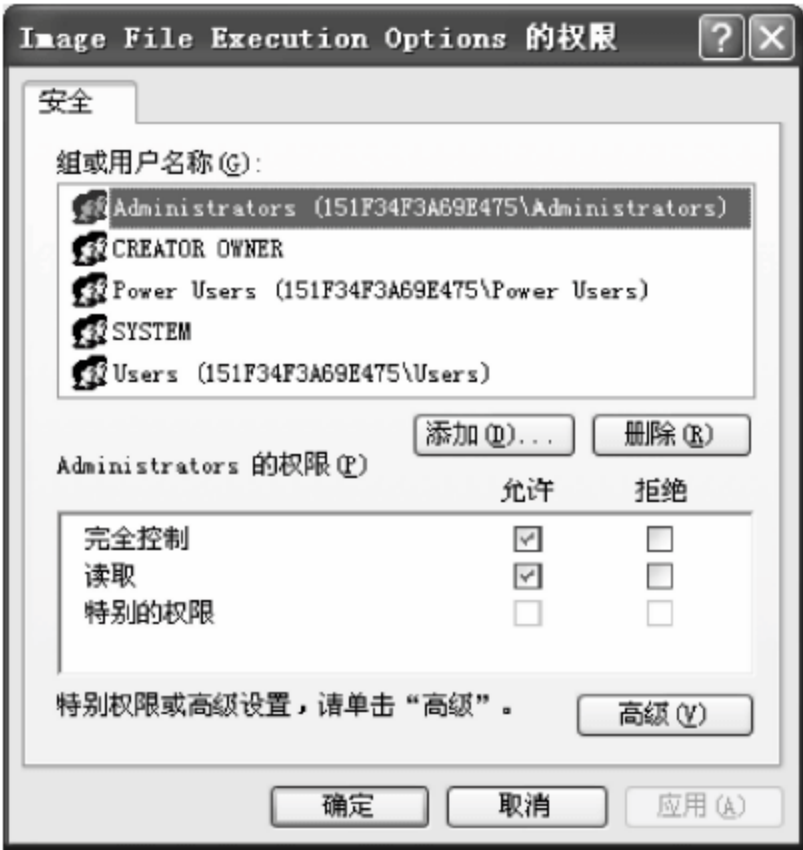 Image File Execution Options 的权限
安全
组或用户名称(G):
Administrators (151F34F3A69E475\Administrators)
CREATOR OWNER
Power Users (151F34F3A69E475\Power Users)
SYSTEM
Users (151F34F3A69E475\Users)
添加(D)... 删除(R)
Administrators 的权限(P)
允许 拒绝
完全控制
读取
特别的权限
特别权限或高级设置，请单击“高级”。
高级(V)
确定 取消 应用(A)